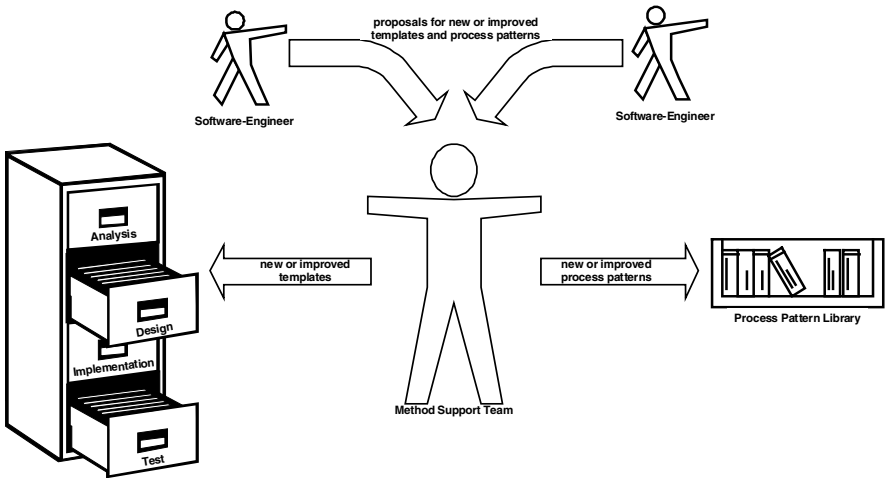 proposals for new or improved
templates and process patterns
Software-Engineer
Software-Engineer
Analysis
Design
Implementation
Test
new or improved
templates
new or improved
process patterns
Process Pattern Library
Method Support Team